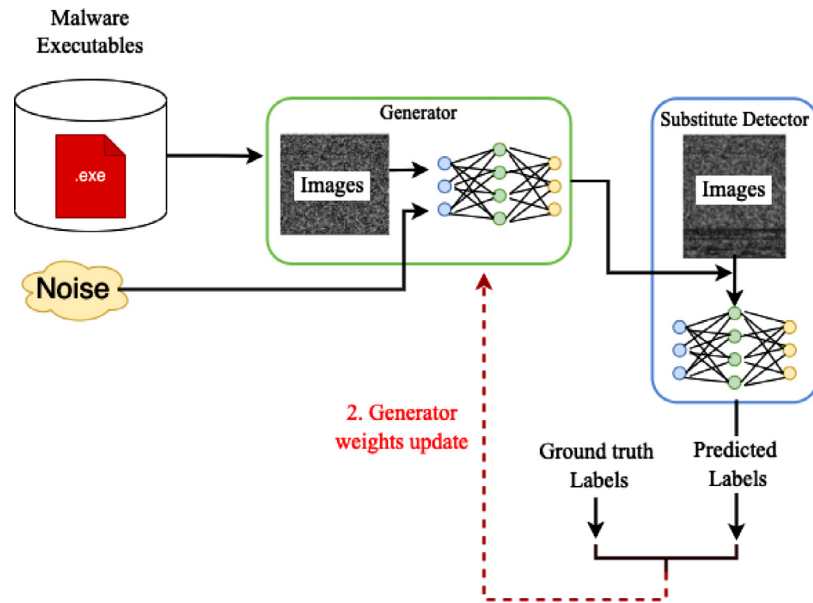 Malware
Executables
.exe
Noise
Generator
Images
Substitute Detector
Images
2. Generator
weights update
Ground truth
Labels
Predicted
Labels